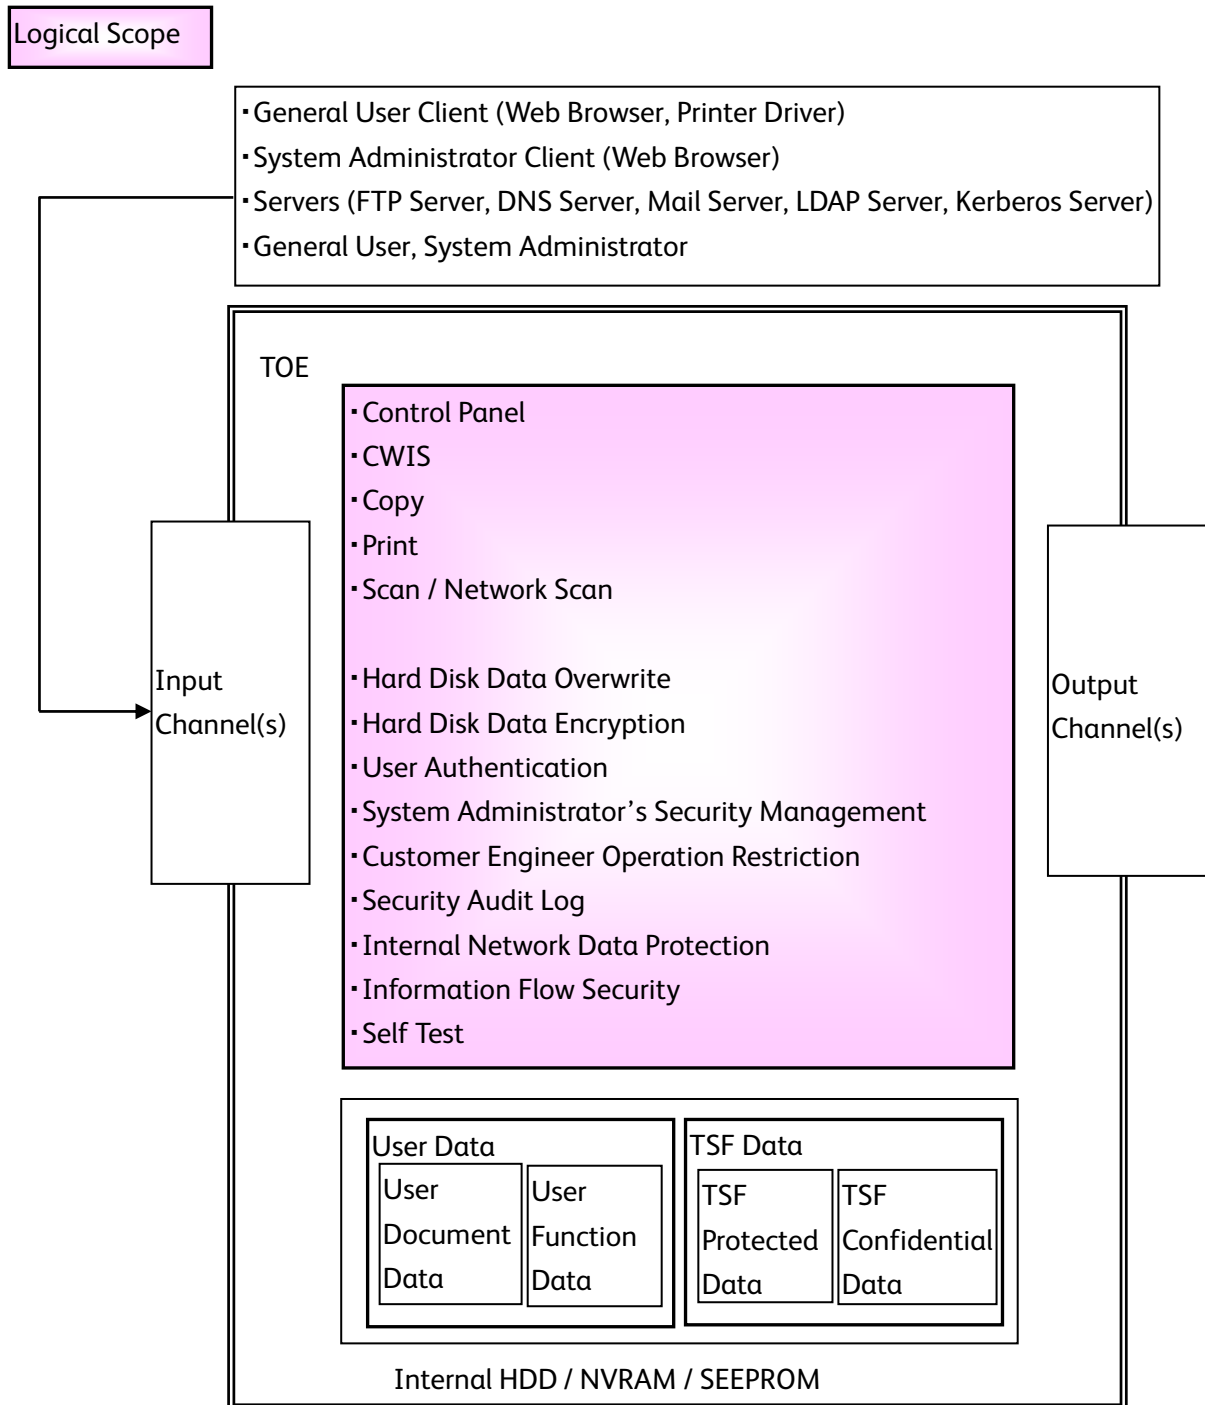 Logical Scope
・General User Client (Web Browser, Printer Driver)
・System Administrator Client (Web Browser)
・Servers (FTP Server, DNS Server, Mail Server, LDAP Server, Kerberos Server)
・General User, System Administrator
TOE
・Control Panel
・CWIS
・Copy
・Print
・Scan / Network Scan
・Hard Disk Data Overwrite
・Hard Disk Data Encryption
・User Authentication
・System Administrator’s Security Management
・Customer Engineer Operation Restriction
・Security Audit Log
・Internal Network Data Protection
・Information Flow Security
・Self Test
Input
Channel(s)
Output
Channel(s)
User Data
User
Document
Data
User
Function
Data
TSF Data
TSF
Protected
Data
TSF
Confidential
Data
Internal HDD / NVRAM / SEEPROM